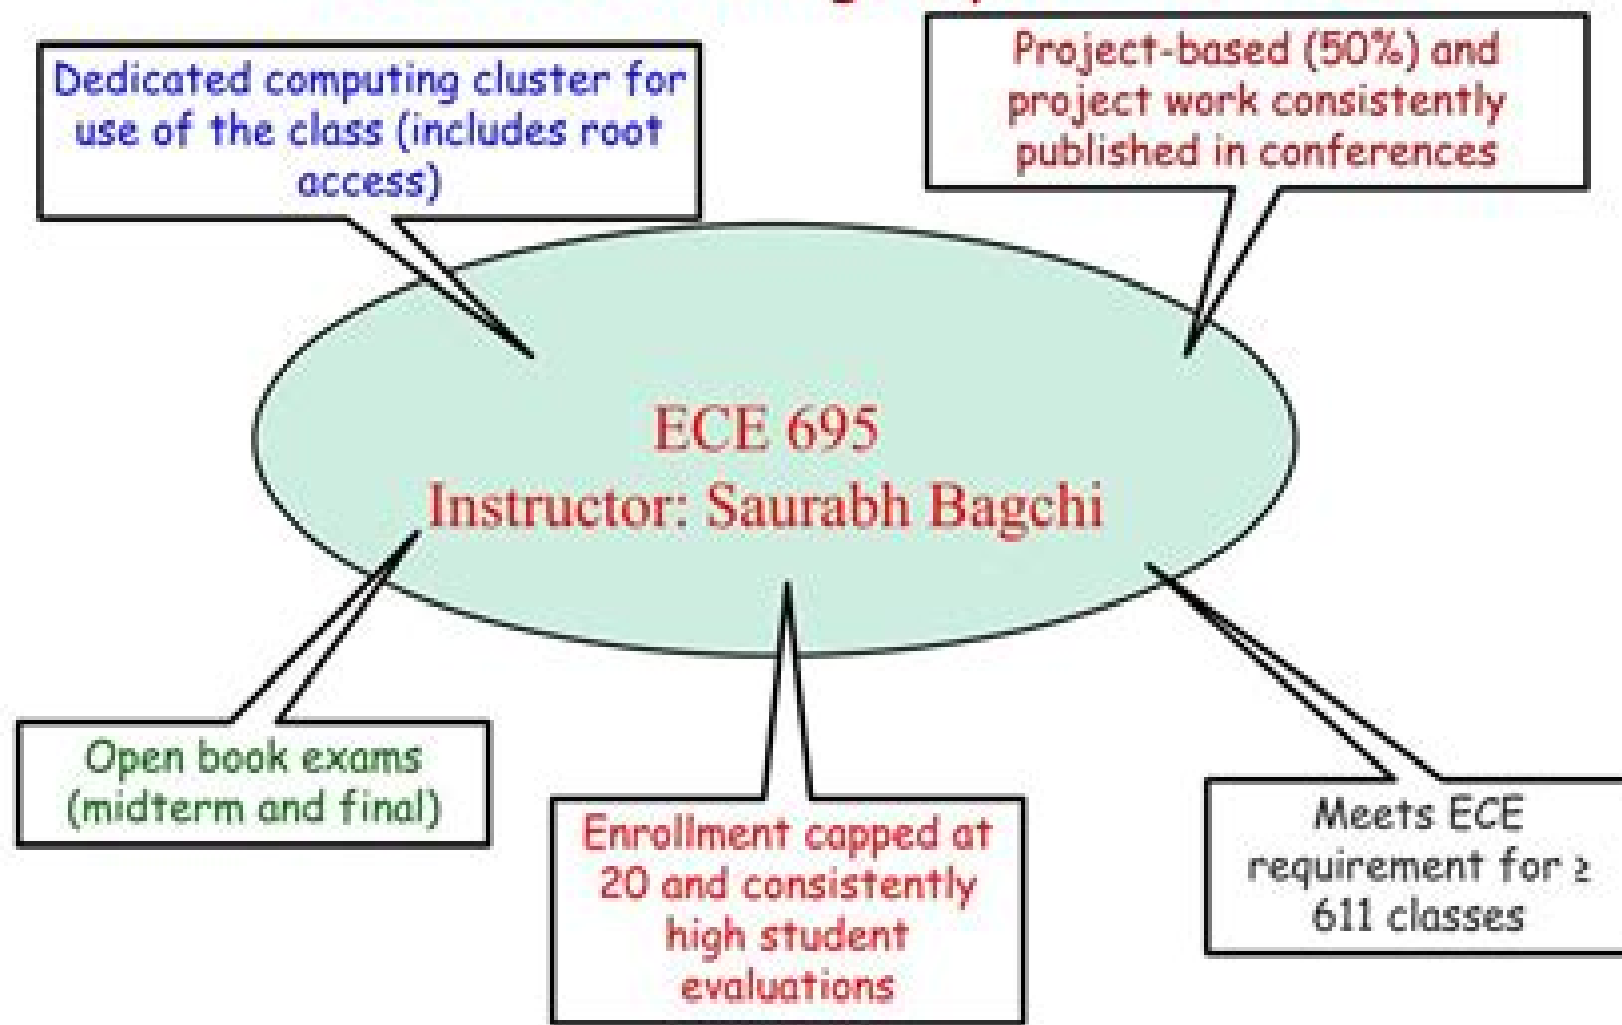 Dedicated computing cluster for
use of the class (includes root
access)
Project-based (50%) and
project work consistently
published in conferences
ECE 695
Instructor: Saurabh Bagchi
Open book exams
(midterm and final)
Enrollment capped at
20 and consistently
high student
evaluations
Meets ECE
requirement for ≥
611 classes